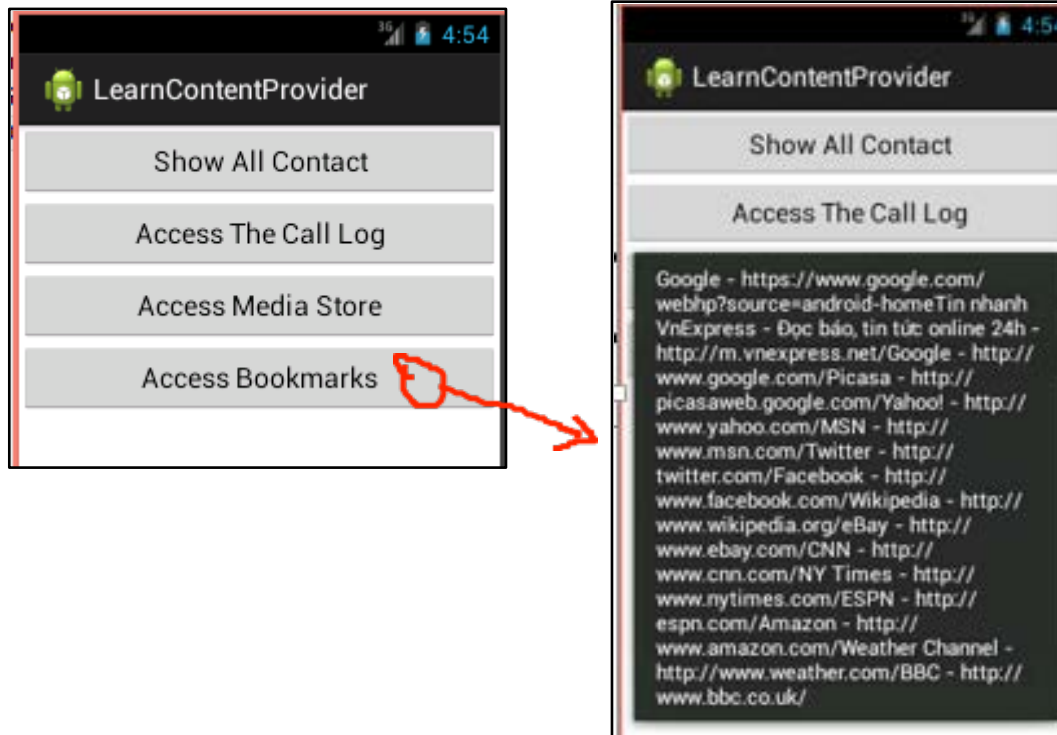 3G 4:54
LearnContentProvider
Show All Contact
Access The Call Log
Access Media Store
Access Bookmarks
3G 4:54
LearnContentProvider
Show All Contact
Access The Call Log
Google - https://www.google.com/
webhp?source=android-homeTin nhanh
VnExpress - Đọc báo, tin tức online 24h -
http://m.vnexpress.net/Google - http://
www.google.com/Picasa - http://
picasaweb.google.com/Yahoo! - http://
www.yahoo.com/MSN - http://
www.msn.com/Twitter - http://
twitter.com/Facebook - http://
www.facebook.com/Wikipedia - http://
www.wikipedia.org/eBay - http://
www.ebay.com/CNN - http://
www.cnn.com/NY Times - http://
www.nytimes.com/ESPN - http://
espn.com/Amazon - http://
www.amazon.com/Weather Channel -
http://www.weather.com/BBC - http://
www.bbc.co.uk/